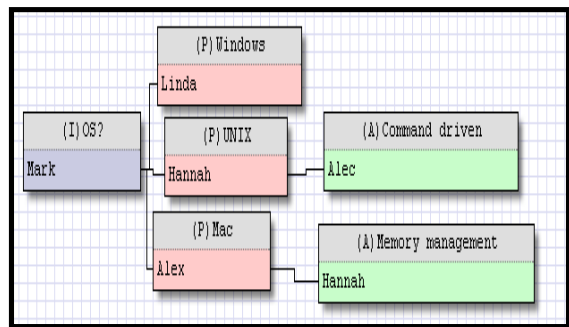 (P)Windows
Linda
(I)OS?
Mark
(P)UNIX
Hannah
(A)Command driven
Alec
(P)Mac
Alex
(A)Memory management
Hannah